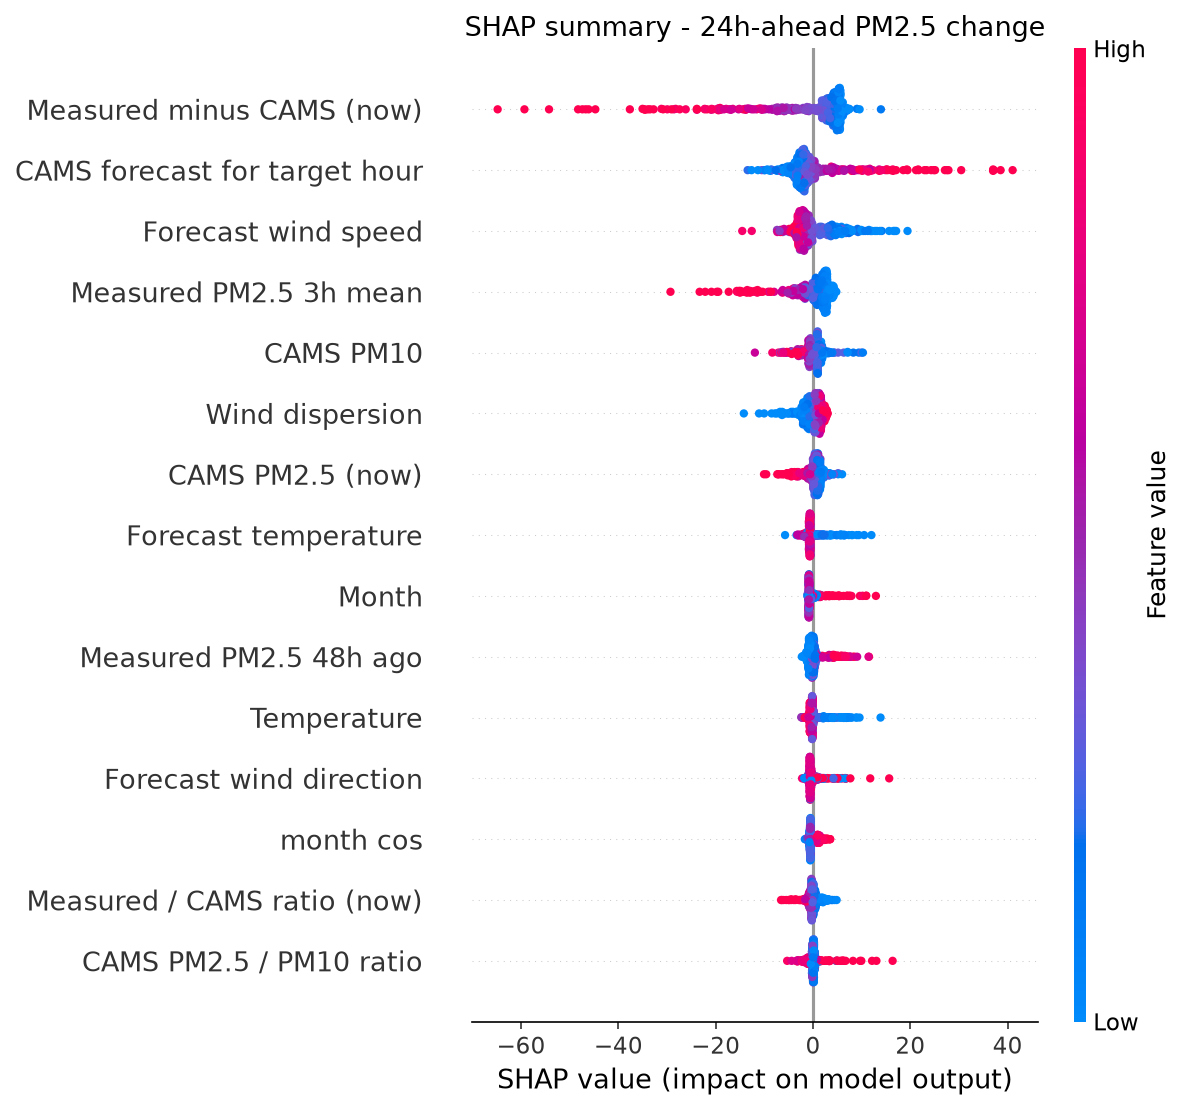 SHAP summary - 24h-ahead PM2.5 change
High
Measured minus CAMS (now)
CAMS forecast for target hour
Forecast wind speed
Measured PM2.5 3h mean
CAMS PM10
Wind dispersion
CAMS PM2.5 (now)
Forecast temperature
Month
Measured PM2.5 48h ago
Temperature
Forecast wind direction
month cos
Measured / CAMS ratio (now)
CAMS PM2.5 / PM10 ratio
Feature value
Low
−60 −40 −20 0 20 40
SHAP value (impact on model output)